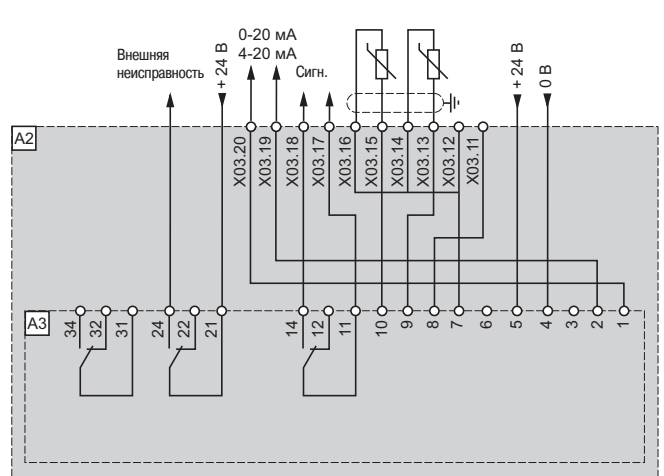 0-20 мА
4-20 мА
Внешняя
неисправность
+ 24 В
Сигн.
+ 24 В
0 В
A2
X03.20
X03.19
X03.18
X03.17
X03.16
X03.15
X03.14
X03.13
X03.12
X03.11
A3
34
32
31
24
22
21
14
12
11
10
9
8
7
6
5
4
3
2
1